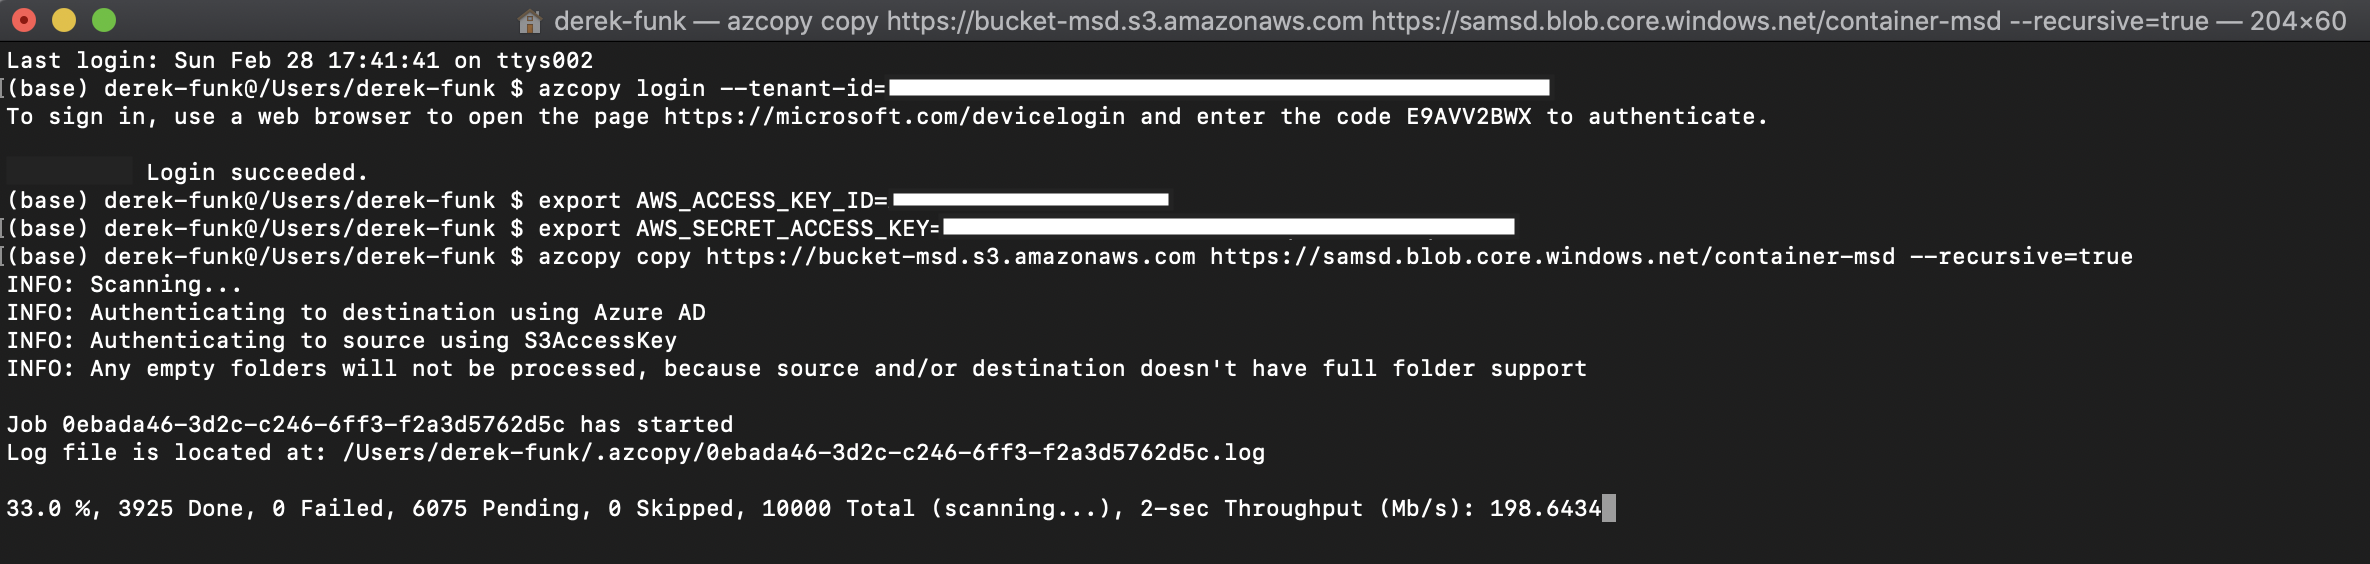 derek-funk — azcopy copy https://bucket-msd.s3.amazonaws.com https://samsd.blob.core.windows.net/container-msd --recursive=true — 204×60
Last login: Sun Feb 28 17:41:41 on ttys002
(base) derek-funk@/Users/derek-funk $ azcopy login --tenant-id=
To sign in, use a web browser to open the page https://microsoft.com/devicelogin and enter the code E9AVV2BWX to authenticate.
Login succeeded.
(base) derek-funk@/Users/derek-funk $ export AWS_ACCESS_KEY_ID=
(base) derek-funk@/Users/derek-funk $ export AWS_SECRET_ACCESS_KEY=
(base) derek-funk@/Users/derek-funk $ azcopy copy https://bucket-msd.s3.amazonaws.com https://samsd.blob.core.windows.net/container-msd --recursive=true
INFO: Scanning...
INFO: Authenticating to destination using Azure AD
INFO: Authenticating to source using S3AccessKey
INFO: Any empty folders will not be processed, because source and/or destination doesn't have full folder support
Job 0ebada46-3d2c-c246-6ff3-f2a3d5762d5c has started
Log file is located at: /Users/derek-funk/.azcopy/0ebada46-3d2c-c246-6ff3-f2a3d5762d5c.log
33.0 %, 3925 Done, 0 Failed, 6075 Pending, 0 Skipped, 10000 Total (scanning...), 2-sec Throughput (Mb/s): 198.6434